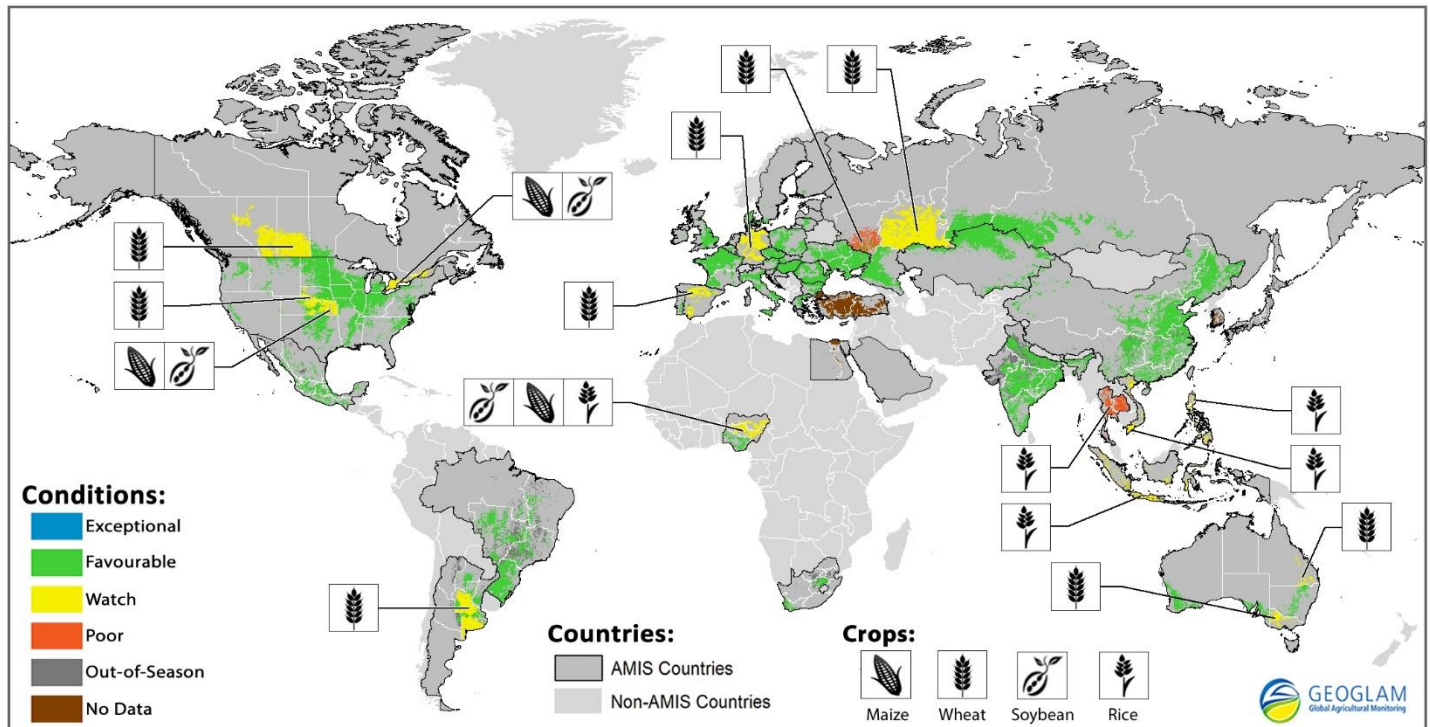 Conditions:
Exceptional
Favourable
Watch
Poor
Out-of-Season
No Data
Countries:
AMIS Countries
Non-AMIS Countries
Crops:
Maize
Wheat
Soybean
Rice
GEOGLAM
Global Agricultural Monitoring